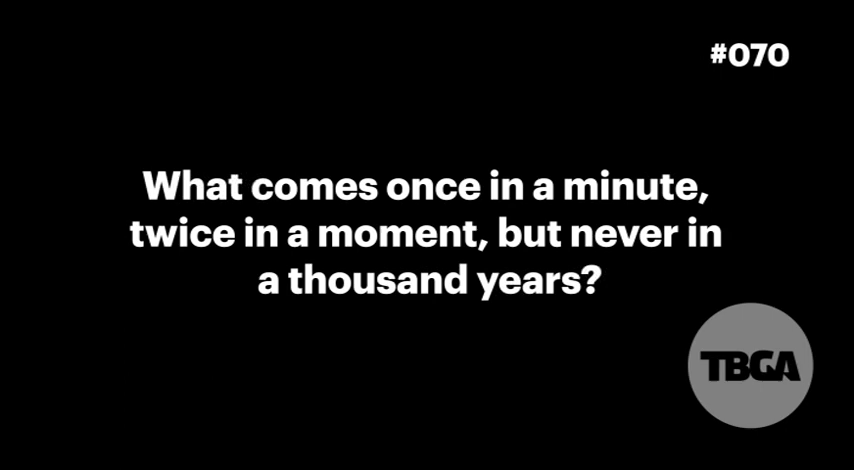 #070
What comes once in a minute,
twice in a moment, but never in
a thousand years?
TBGA